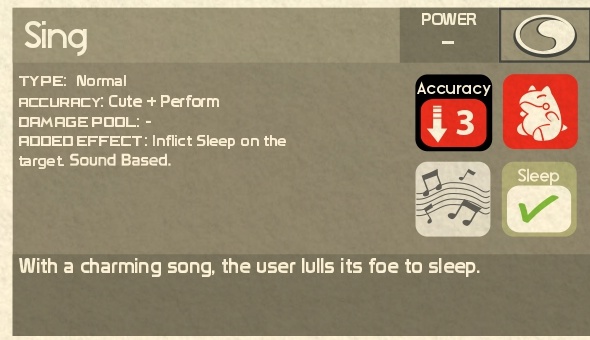 Sing
POWER
–
TYPE: Normal
ACCURACY: Cute + Perform
DAMAGE POOL: -
ADDED EFFECT: Inflict Sleep on the
target. Sound Based.
Accuracy
3
Sleep
With a charming song, the user lulls its foe to sleep.